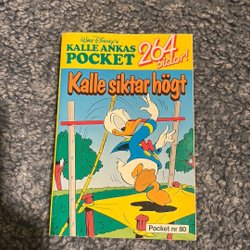 Walt Disney's
KALLE ANKAS
POCKET
264
sidor!
Kalle siktar högt
Pocket nr 80